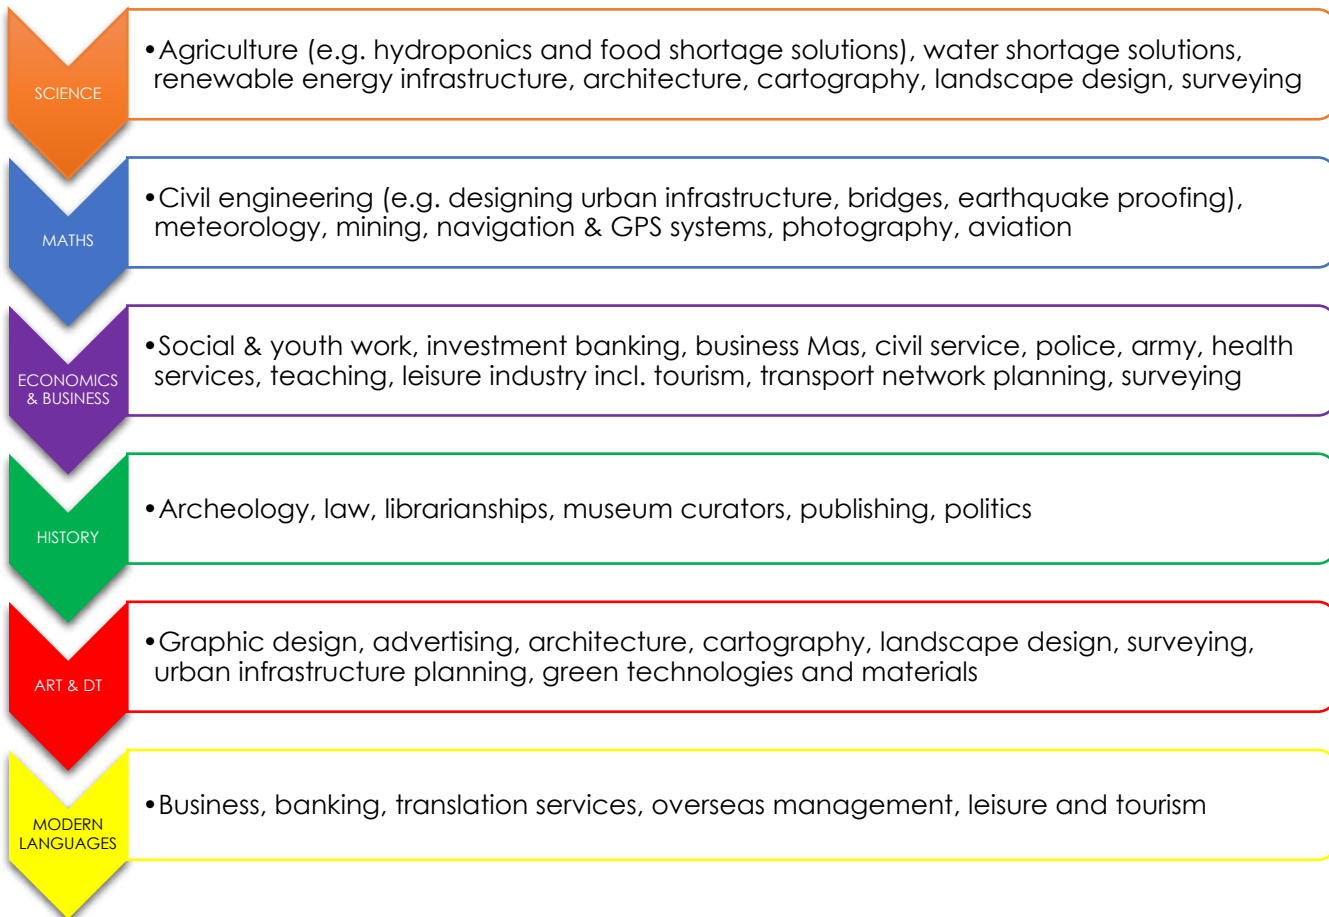 SCIENCE
•Agriculture (e.g. hydroponics and food shortage solutions), water shortage solutions,
renewable energy infrastructure, architecture, cartography, landscape design, surveying
MATHS
•Civil engineering (e.g. designing urban infrastructure, bridges, earthquake proofing),
meteorology, mining, navigation & GPS systems, photography, aviation
ECONOMICS
& BUSINESS
•Social & youth work, investment banking, business Mas, civil service, police, army, health
services, teaching, leisure industry incl. tourism, transport network planning, surveying
HISTORY
•Archeology, law, librarianships, museum curators, publishing, politics
ART & DT
•Graphic design, advertising, architecture, cartography, landscape design, surveying,
urban infrastructure planning, green technologies and materials
MODERN
LANGUAGES
•Business, banking, translation services, overseas management, leisure and tourism